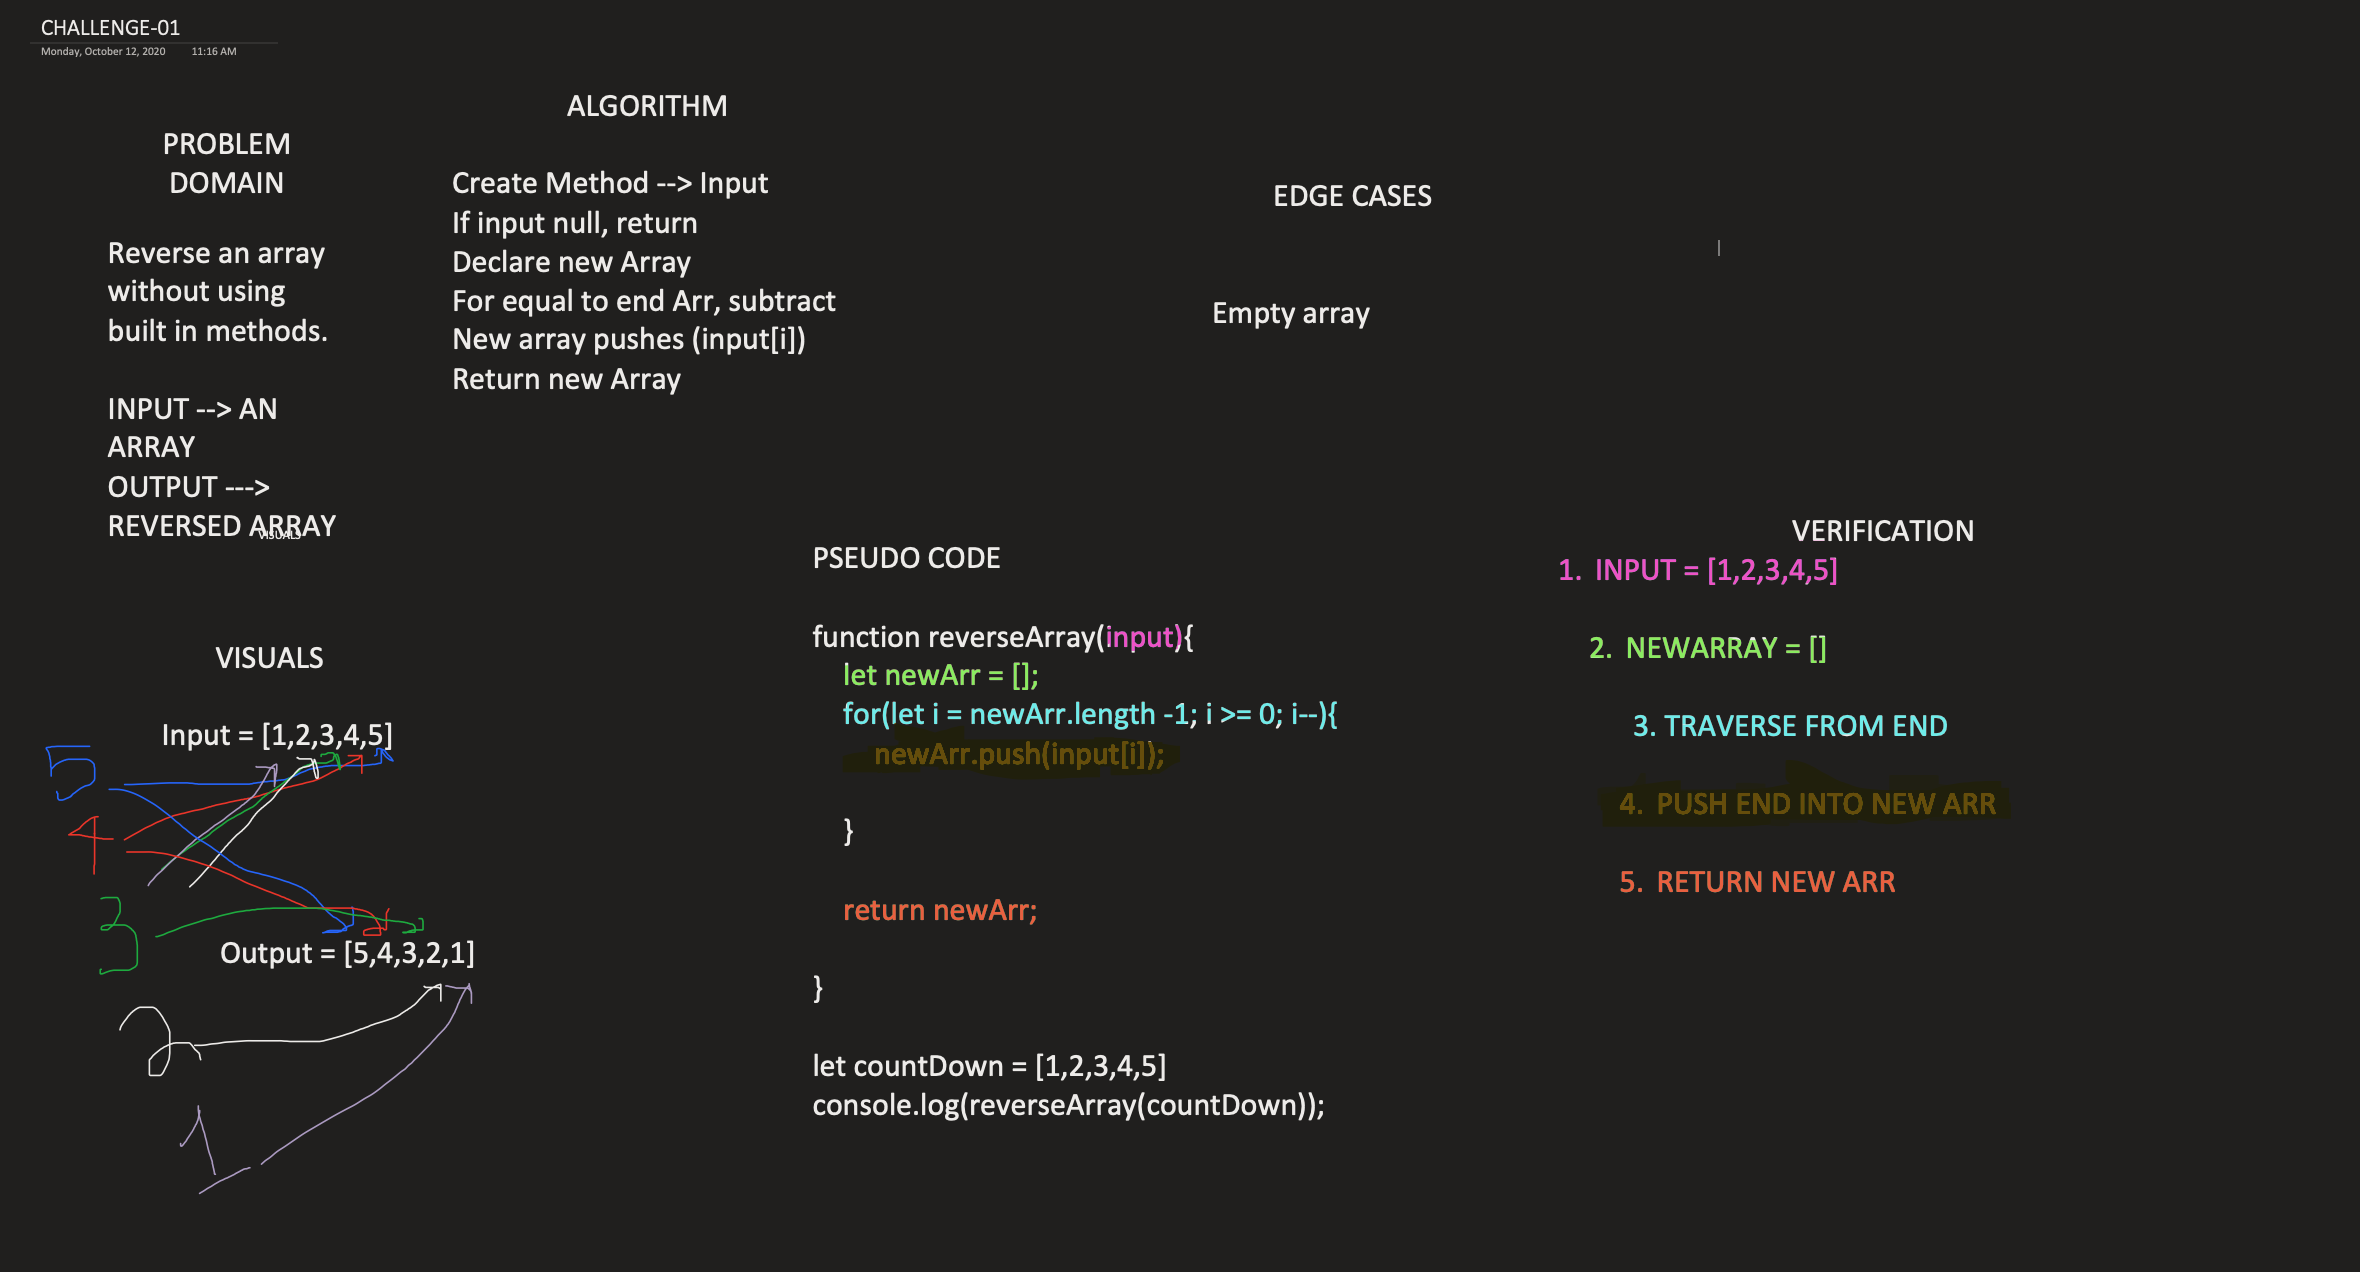 CHALLENGE-01
Monday, October 12, 2020 11:16 AM
PROBLEM
DOMAIN
Reverse an array
without using
built in methods.
INPUT --> AN
ARRAY
OUTPUT --->
REVERSED ARRAY
VISUALS
ALGORITHM
Create Method --> Input
If input null, return
Declare new Array
For equal to end Arr, subtract
New array pushes (input[i])
Return new Array
EDGE CASES
Empty array
VISUALS
Input = [1,2,3,4,5]
5
4
3
Output = [5,4,3,2,1]
2
1
PSEUDO CODE
function reverseArray(input){
let newArr = [];
for(let i = newArr.length -1; i >= 0; i--){
newArr.push(input[i]);
}
return newArr;
}
let countDown = [1,2,3,4,5]
console.log(reverseArray(countDown));
VERIFICATION
1. INPUT = [1,2,3,4,5]
2. NEWARRAY = []
3. TRAVERSE FROM END
4. PUSH END INTO NEW ARR
5. RETURN NEW ARR